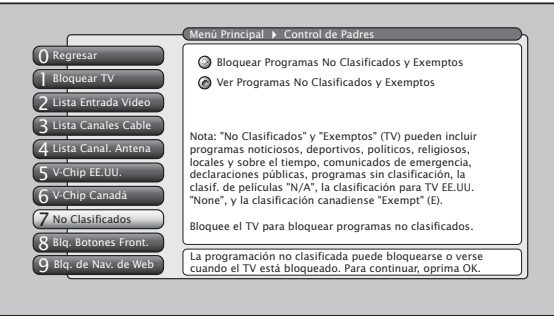 Menú Principal ▶ Control de Padres
0 Regresar
1 Bloquear TV
2 Lista Entrada Video
3 Lista Canales Cable
4 Lista Canal. Antena
5 V-Chip EE.UU.
6 V-Chip Canadá
7 No Clasificados
8 Blq. Botones Front.
9 Blq. de Nav. de Web
Bloquear Programas No Clasificados y Exemptos
Ver Programas No Clasificados y Exemptos
Nota: "No Clasificados" y "Exemptos" (TV) pueden incluir
programas noticiosos, deportivos, políticos, religiosos,
locales y sobre el tiempo, comunicados de emergencia,
declaraciones públicas, programas sin clasificación, la
clasif. de películas "N/A", la clasificación para TV EE.UU.
"None", y la clasificación canadiense "Exempt" (E).
Bloquee el TV para bloquear programas no clasificados.
La programación no clasificada puede bloquearse o verse
cuando el TV está bloqueado. Para continuar, oprima OK.